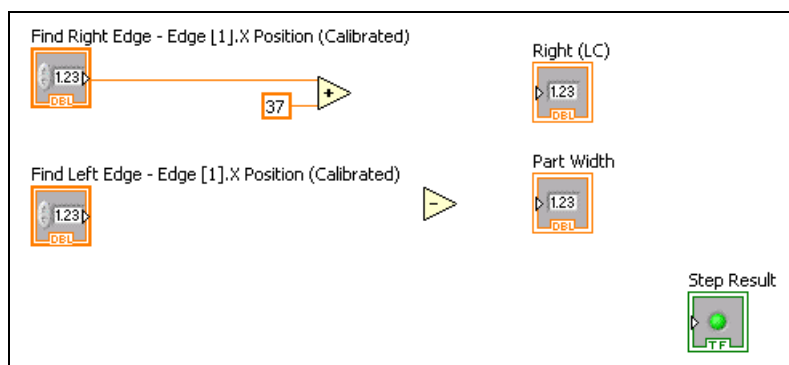 Find Right Edge - Edge [1].X Position (Calibrated)
1.23
DBL
37
+
Right (LC)
1.23
DBL
Find Left Edge - Edge [1].X Position (Calibrated)
1.23
DBL
-
Part Width
1.23
DBL
Step Result
TF